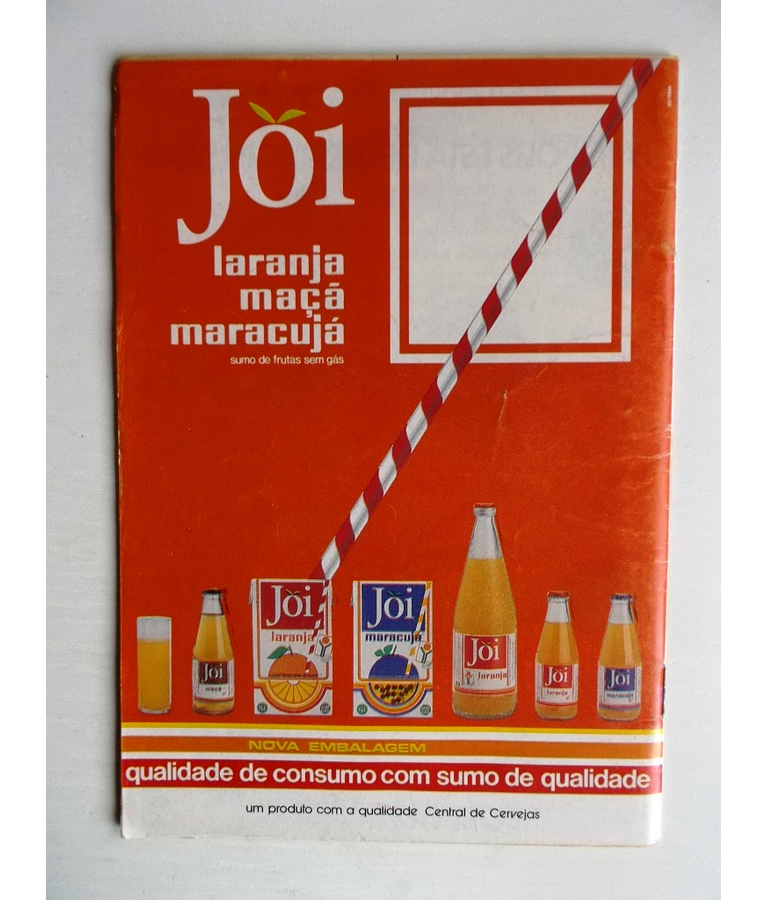 Jòi
laranja
maçã
maracujá
sumo de frutas sem gás
Jòi
laranja
Jòi
maracujá
Jòi
maçã
Jòi
laranja
Jòi
laranja
Jòi
maracujá
NOVA EMBALAGEM
qualidade de consumo com sumo de qualidade
um produto com a qualidade Central de Cervejas